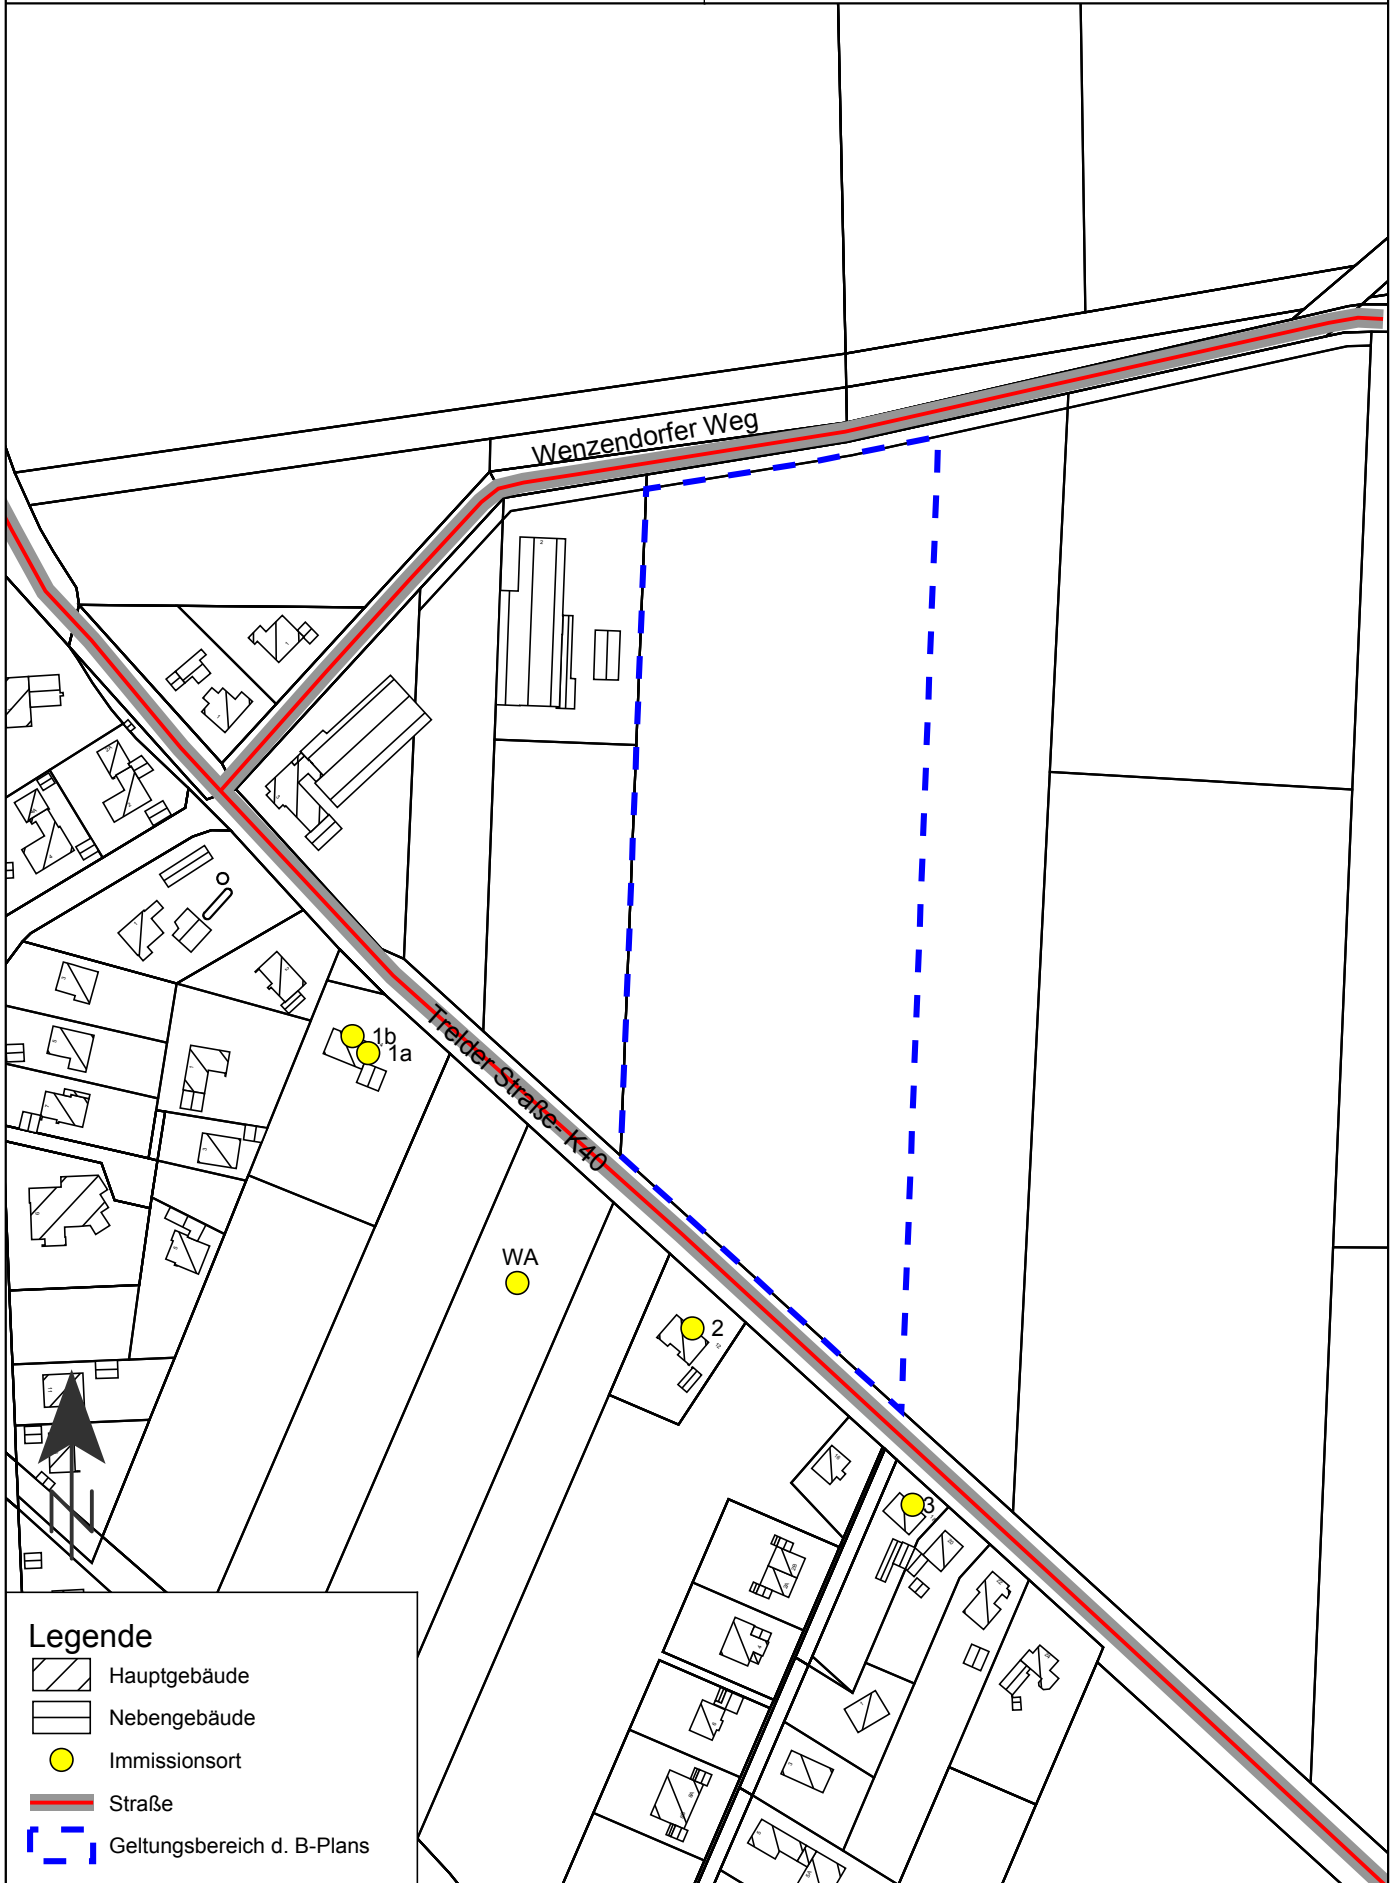 Wenzendorfer Weg
1b
1a
Trelder Straße- K40
WA
2
3
Legende
Hauptgebäude
Nebengebäude
Immissionsort
Straße
Geltungsbereich d. B-Plans